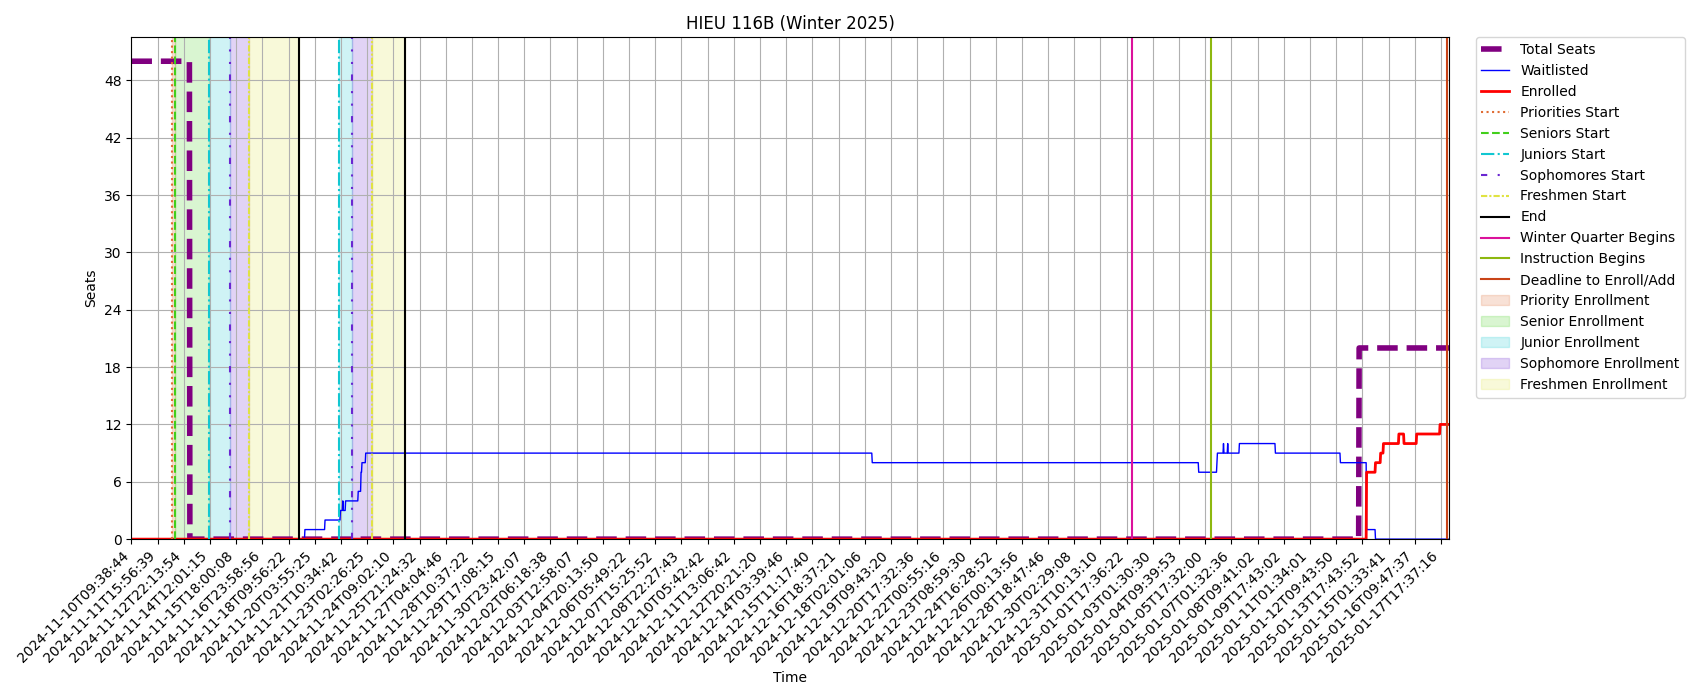 HIEU 116B (Winter 2025)
Seats
48
42
36
30
24
18
12
6
0
2024-11-10T09:38:44
2024-11-11T15:56:39
2024-11-12T22:13:54
2024-11-14T12:01:15
2024-11-15T18:00:08
2024-11-16T23:58:56
2024-11-18T09:56:22
2024-11-20T03:55:25
2024-11-21T10:34:42
2024-11-23T02:26:25
2024-11-24T09:02:10
2024-11-25T21:24:32
2024-11-27T04:04:46
2024-11-28T10:37:22
2024-11-29T17:08:15
2024-11-30T23:42:07
2024-12-02T06:18:38
2024-12-03T12:58:07
2024-12-04T20:13:50
2024-12-06T05:49:22
2024-12-07T15:25:52
2024-12-08T22:27:43
2024-12-10T05:42:42
2024-12-11T13:06:42
2024-12-12T20:21:20
2024-12-14T03:39:46
2024-12-15T11:17:40
2024-12-16T18:37:21
2024-12-18T02:01:06
2024-12-19T09:43:20
2024-12-20T17:32:36
2024-12-22T00:55:16
2024-12-23T08:59:30
2024-12-24T16:28:52
2024-12-26T00:13:56
2024-12-28T18:47:46
2024-12-30T02:29:08
2024-12-31T10:13:10
2025-01-01T17:36:22
2025-01-03T01:30:30
2025-01-04T09:39:53
2025-01-05T17:32:00
2025-01-07T01:32:36
2025-01-08T09:41:02
2025-01-09T17:43:02
2025-01-11T01:34:01
2025-01-12T09:43:50
2025-01-13T17:43:52
2025-01-15T01:33:41
2025-01-16T09:47:37
2025-01-17T17:37:16
Time
Total Seats
Waitlisted
Enrolled
Priorities Start
Seniors Start
Juniors Start
Sophomores Start
Freshmen Start
End
Winter Quarter Begins
Instruction Begins
Deadline to Enroll/Add
Priority Enrollment
Senior Enrollment
Junior Enrollment
Sophomore Enrollment
Freshmen Enrollment